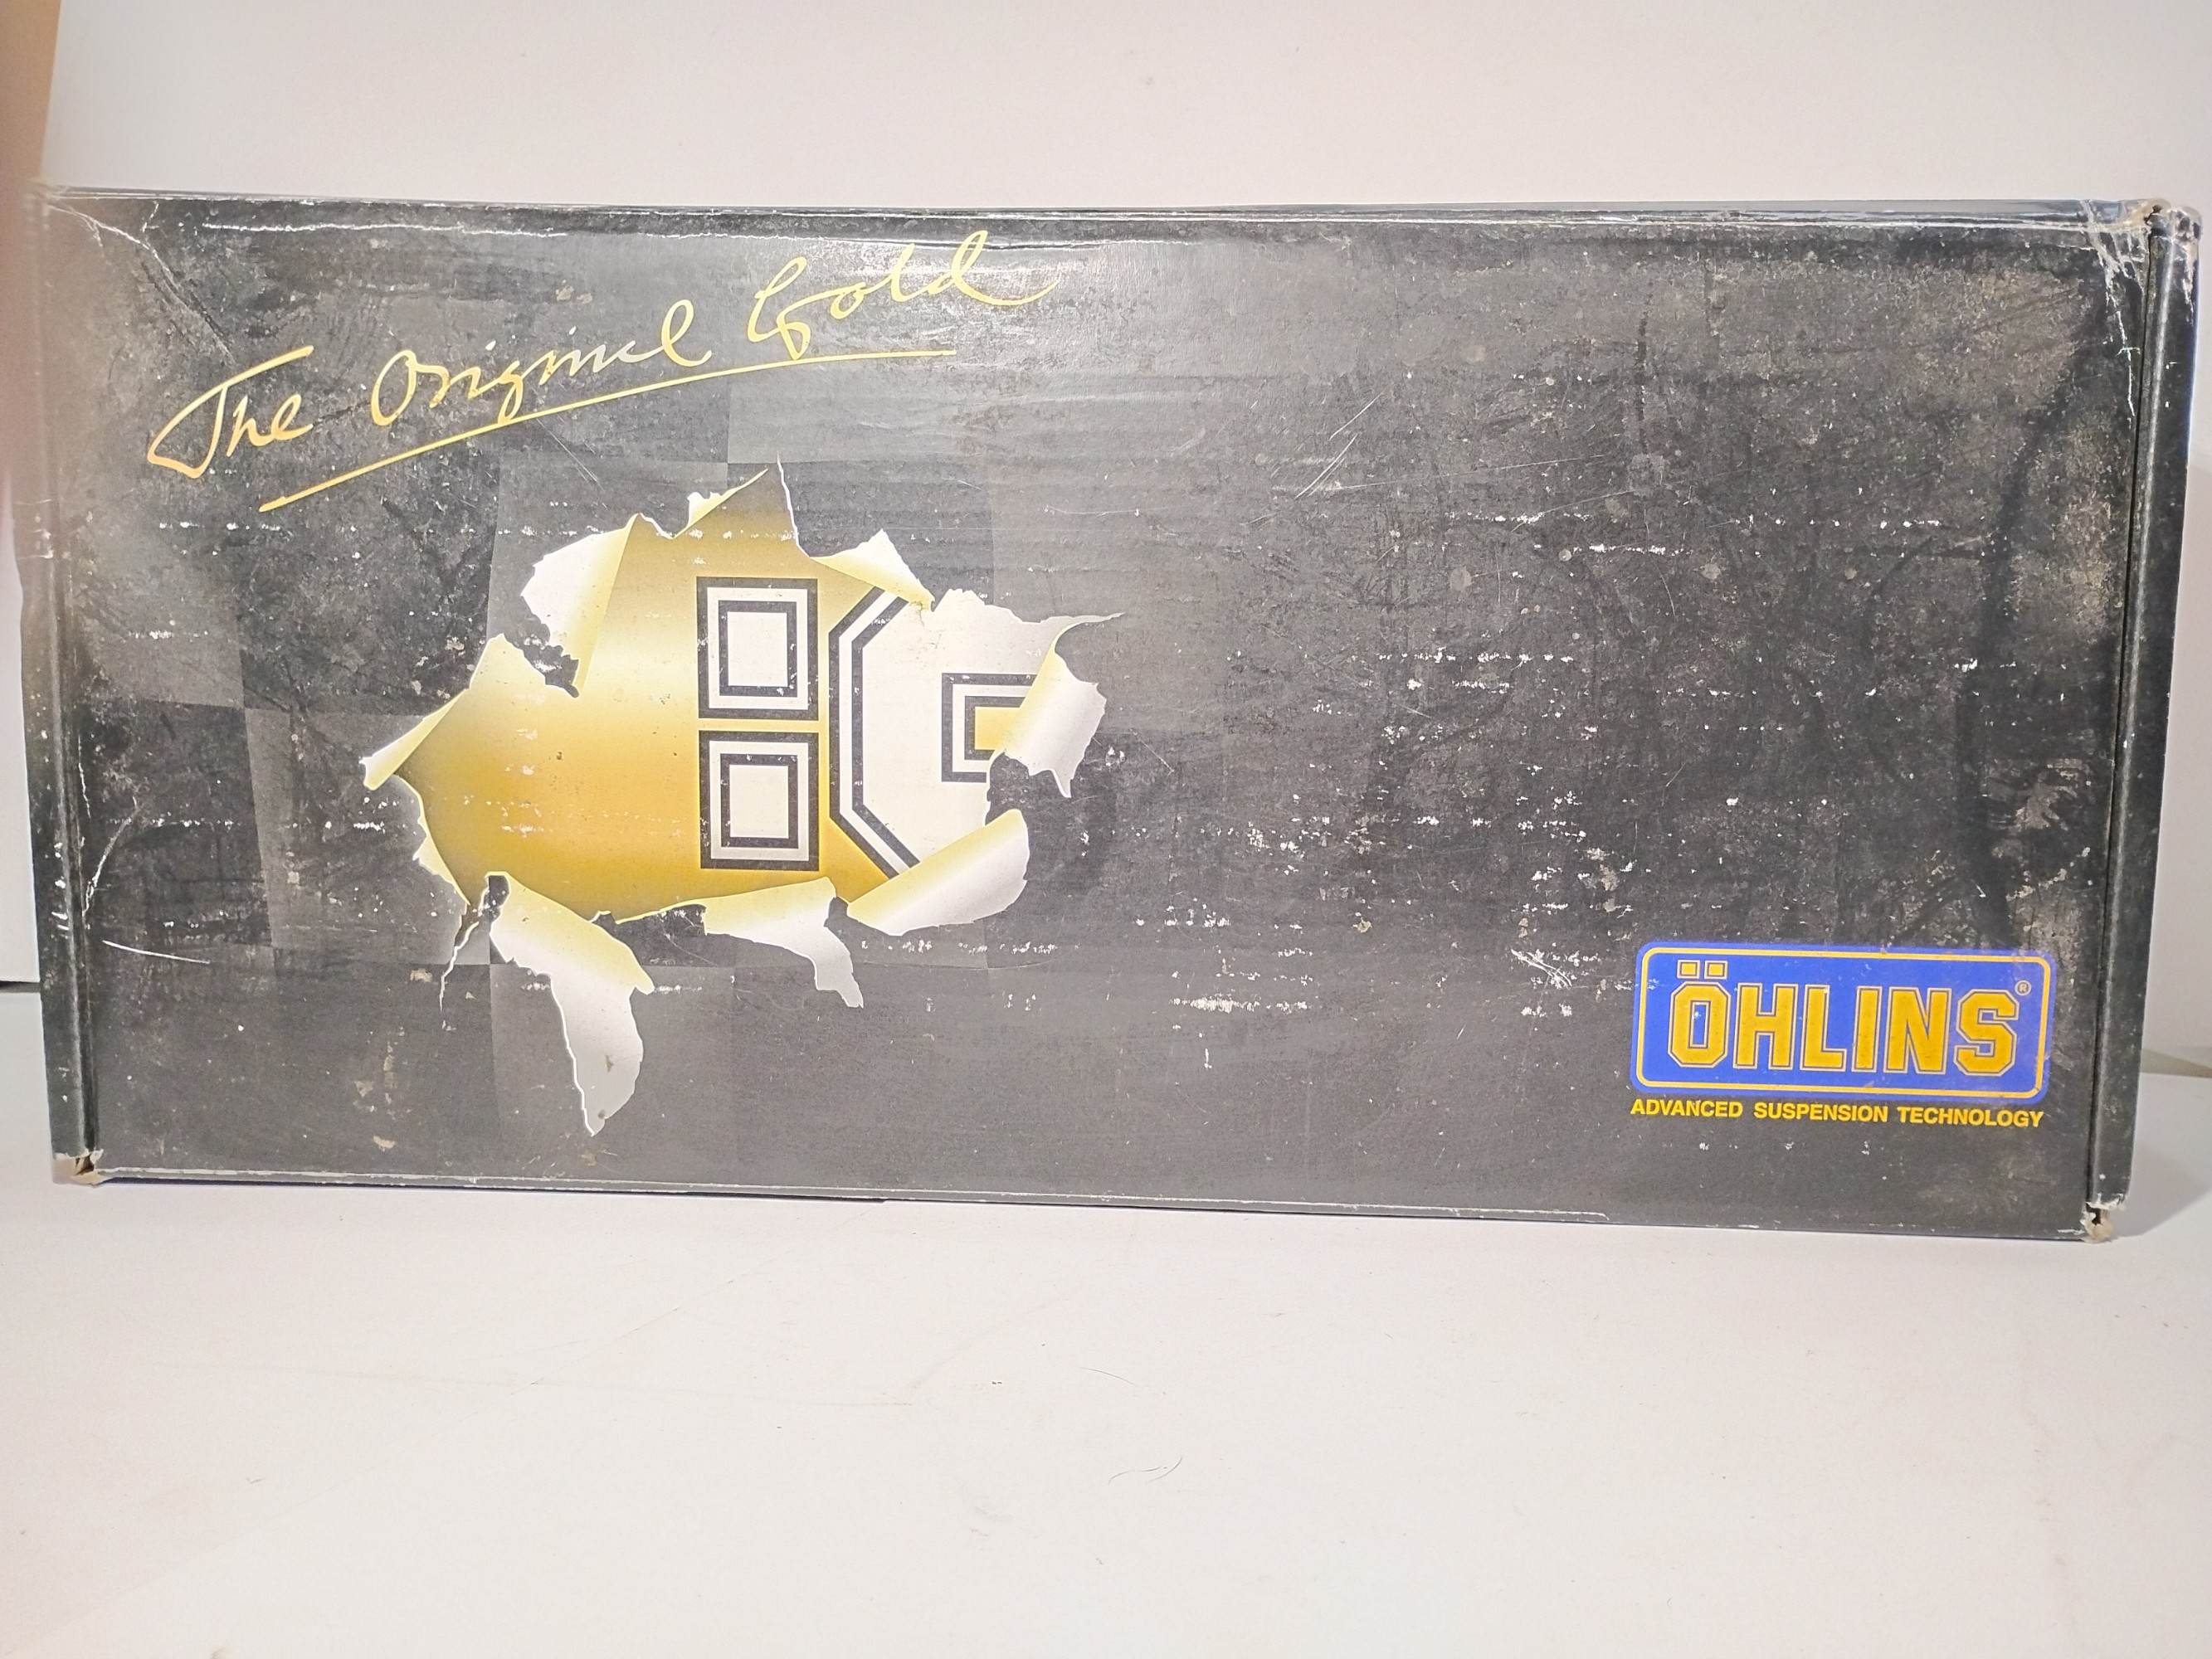 The Original Gold
ÖHLINS®
ADVANCED SUSPENSION TECHNOLOGY